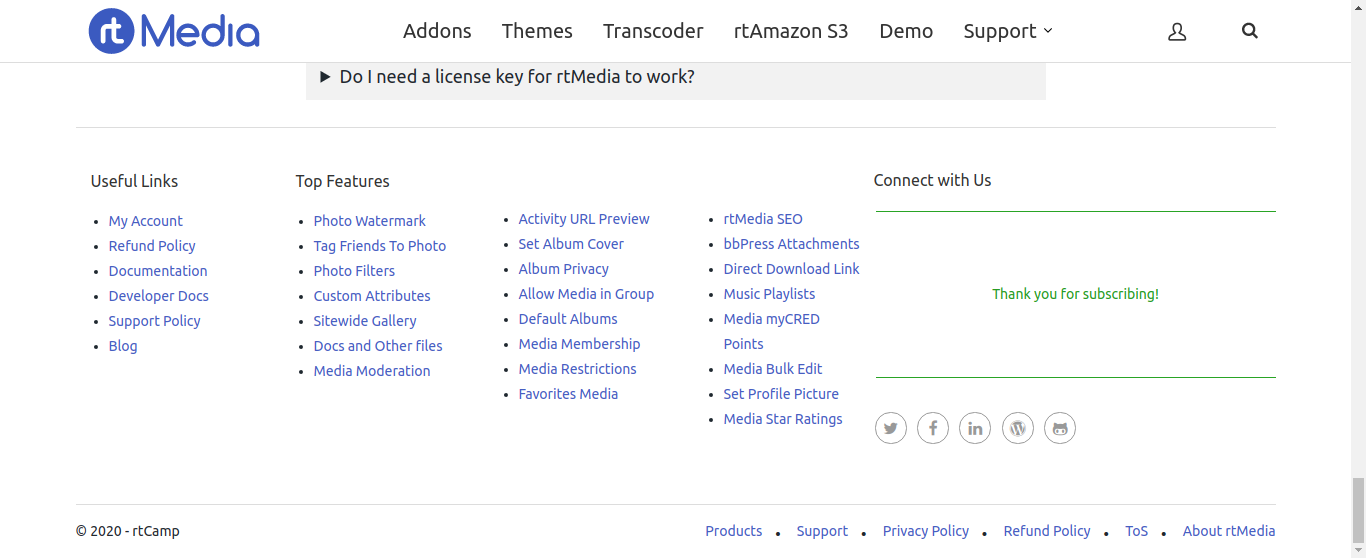 rtMedia
Addons Themes Transcoder rtAmazon S3 Demo Support
Do I need a license key for rtMedia to work?
Useful Links
My Account
Refund Policy
Documentation
Developer Docs
Support Policy
Blog
Top Features
Photo Watermark
Tag Friends To Photo
Photo Filters
Custom Attributes
Sitewide Gallery
Docs and Other files
Media Moderation
Activity URL Preview
Set Album Cover
Album Privacy
Allow Media in Group
Default Albums
Media Membership
Media Restrictions
Favorites Media
rtMedia SEO
bbPress Attachments
Direct Download Link
Music Playlists
Media myCRED
Points
Media Bulk Edit
Set Profile Picture
Media Star Ratings
Connect with Us
Thank you for subscribing!
© 2020 - rtCamp
Products • Support • Privacy Policy • Refund Policy • ToS • About rtMedia